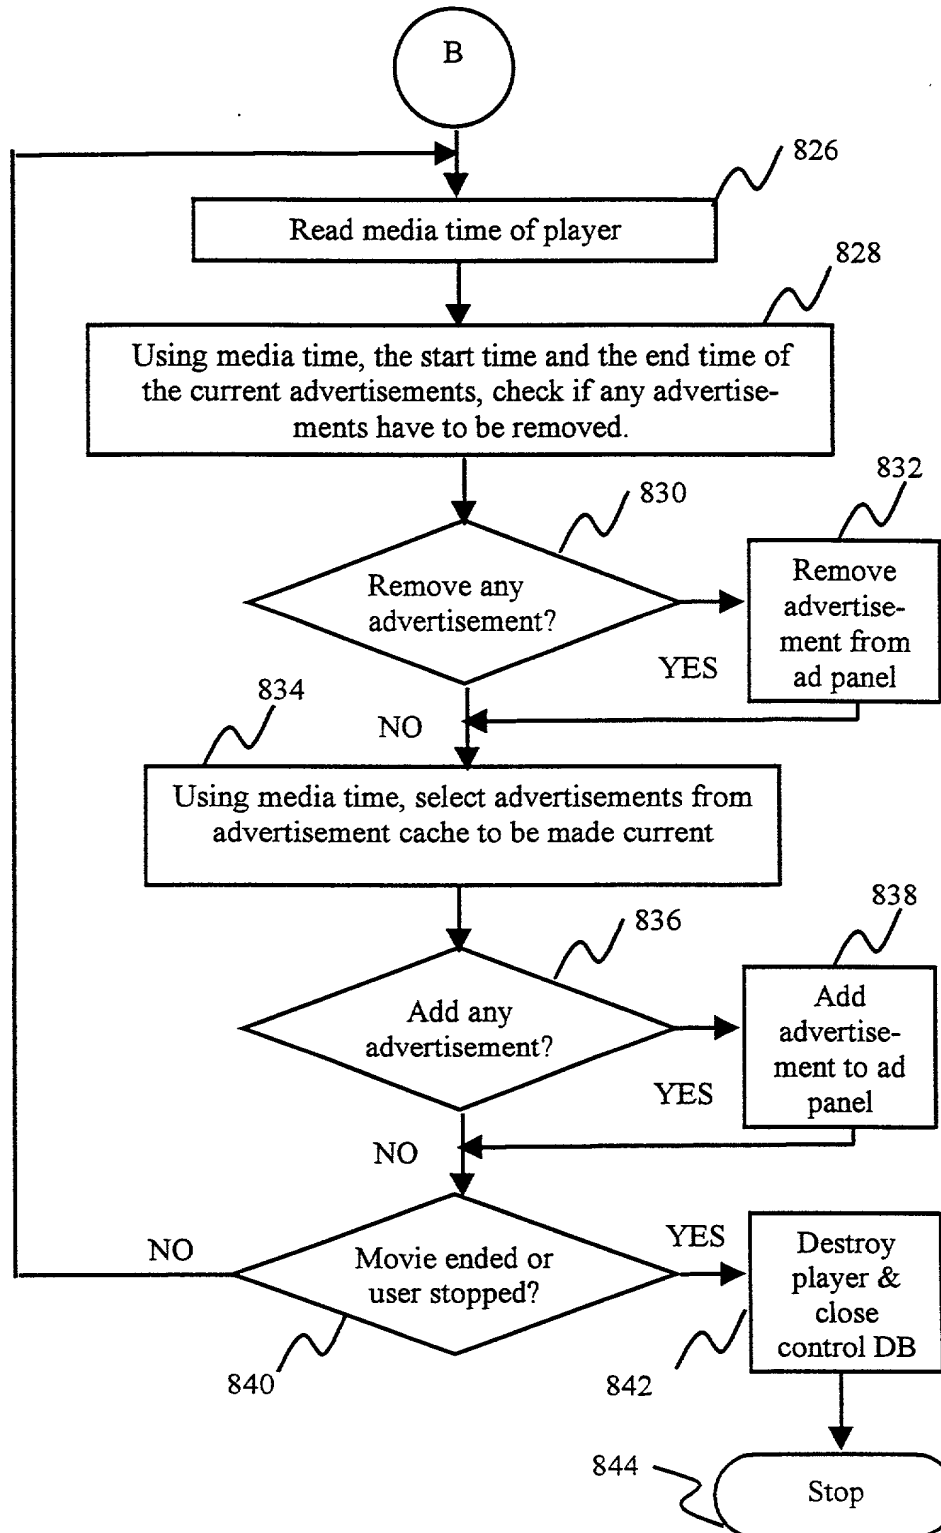 B
826
Read media time of player
828
Using media time, the start time and the end time of
the current advertisements, check if any advertise-
ments have to be removed.
830
832
Remove any
advertisement?
YES
Remove
advertise-
ment from
ad panel
834
NO
Using media time, select advertisements from
advertisement cache to be made current
836
838
Add any
advertisement?
YES
Add
advertise-
ment to ad
panel
NO
NO
Movie ended or
user stopped?
YES
Destroy
player &
close
control DB
840
842
844
Stop